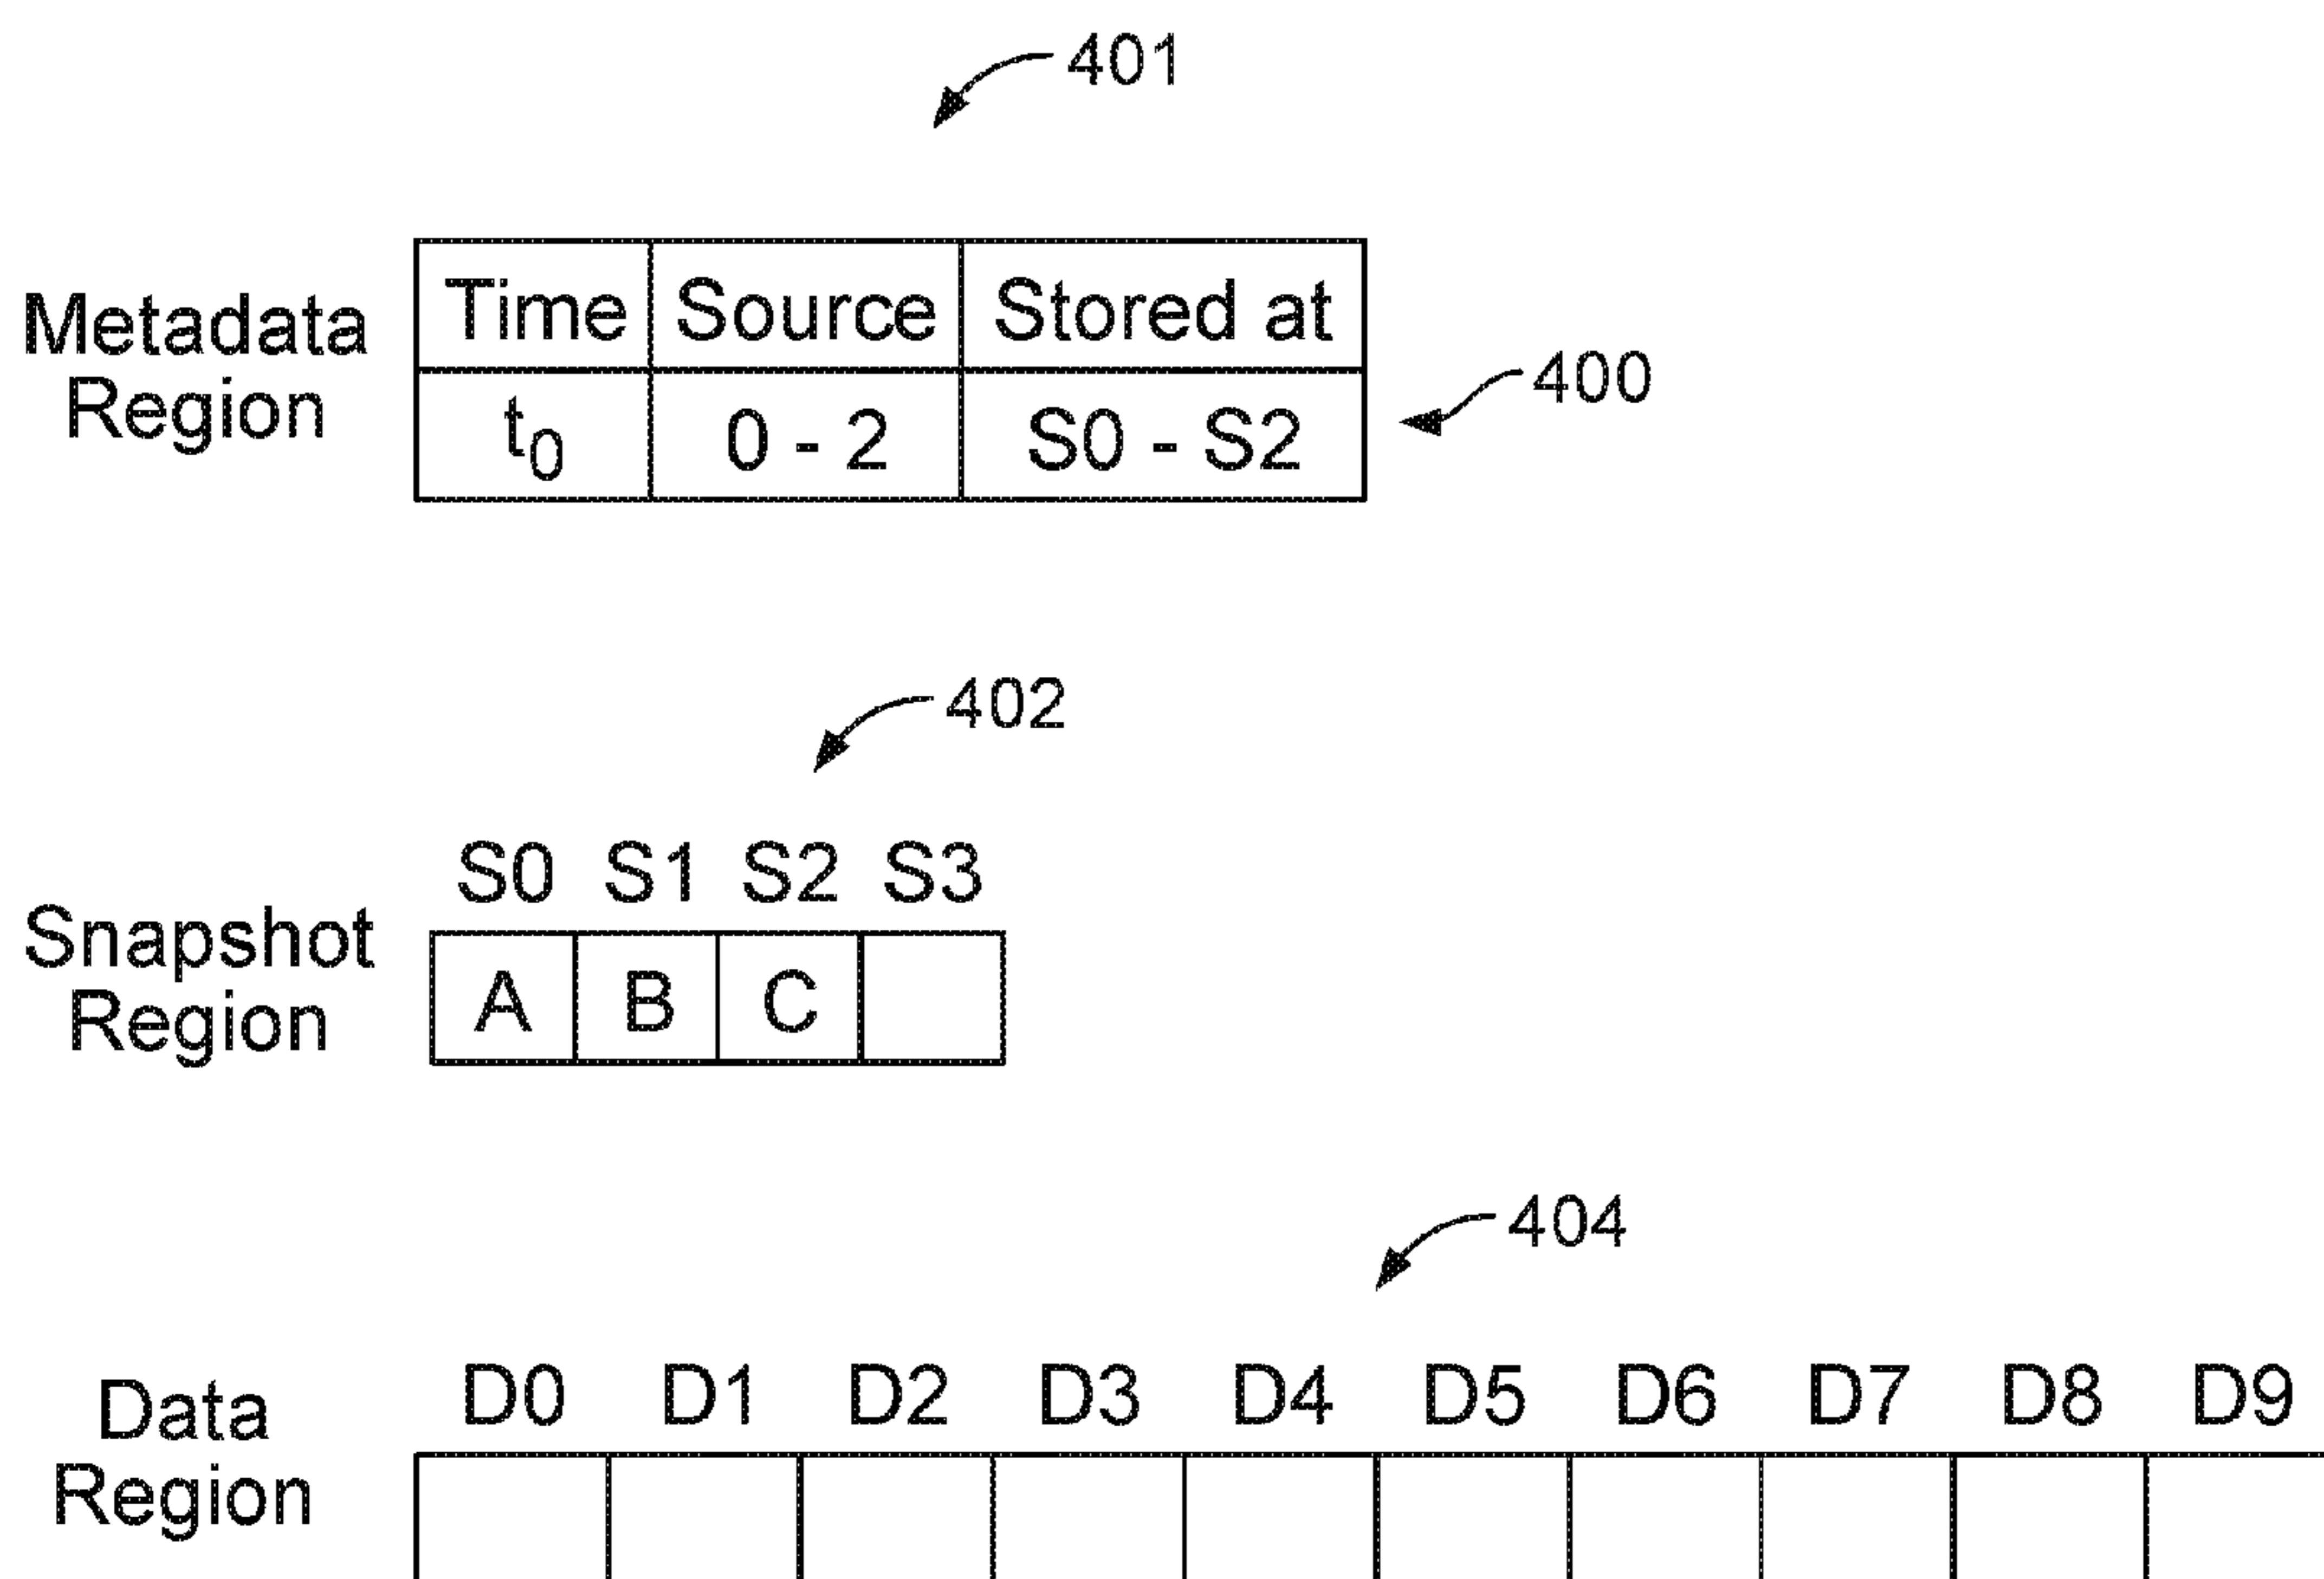 401
Metadata
Region
Time Source Stored at
t₀ 0 - 2 S0 - S2
400
402
S0 S1 S2 S3
Snapshot
Region
A B C
404
Data
Region
D0 D1 D2 D3 D4 D5 D6 D7 D8 D9